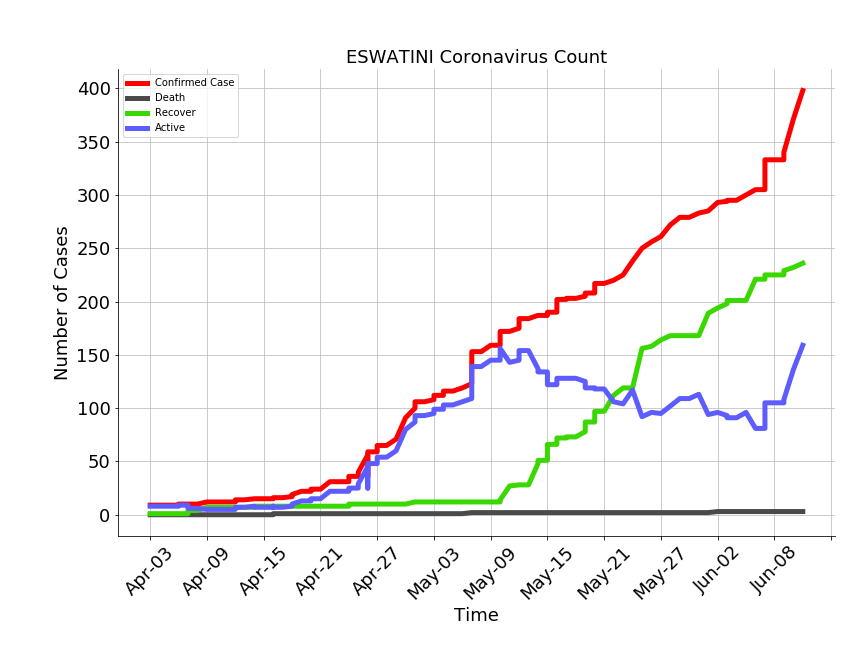 ESWATINI Coronavirus Count
Confirmed Case
Death
Recover
Active
Number of Cases
400
350
300
250
200
150
100
50
0
Apr-03
Apr-09
Apr-15
Apr-21
Apr-27
May-03
May-09
May-15
May-21
May-27
Jun-02
Jun-08
Time